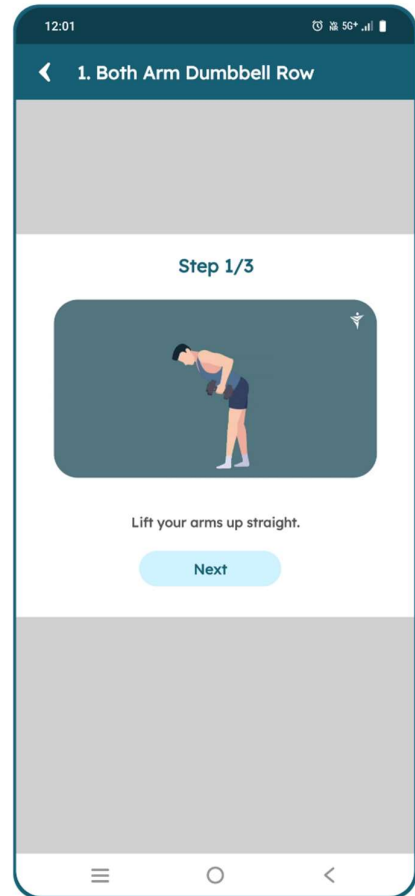 12:01 5G+
1. Both Arm Dumbbell Row
Step 1/3
Lift your arms up straight.
Next